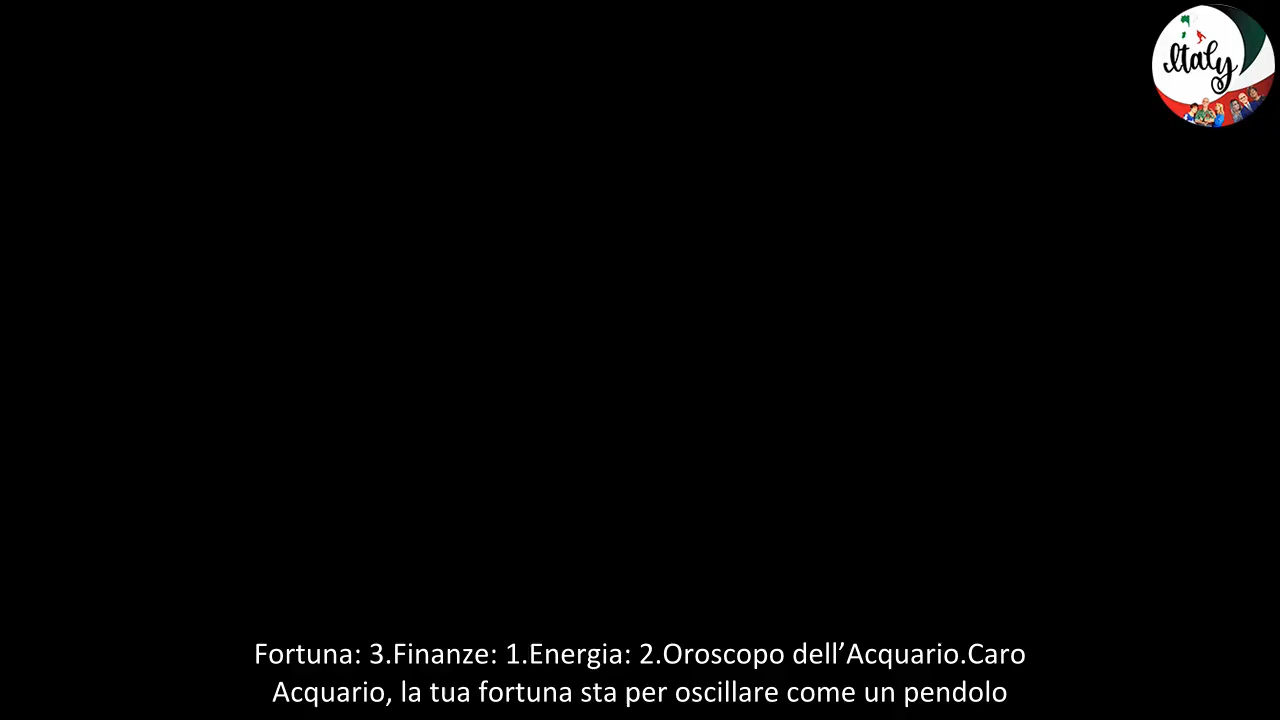 Italy
Fortuna: 3.Finanze: 1.Energia: 2.Oroscopo dell’Acquario.Caro
Acquario, la tua fortuna sta per oscillare come un pendolo